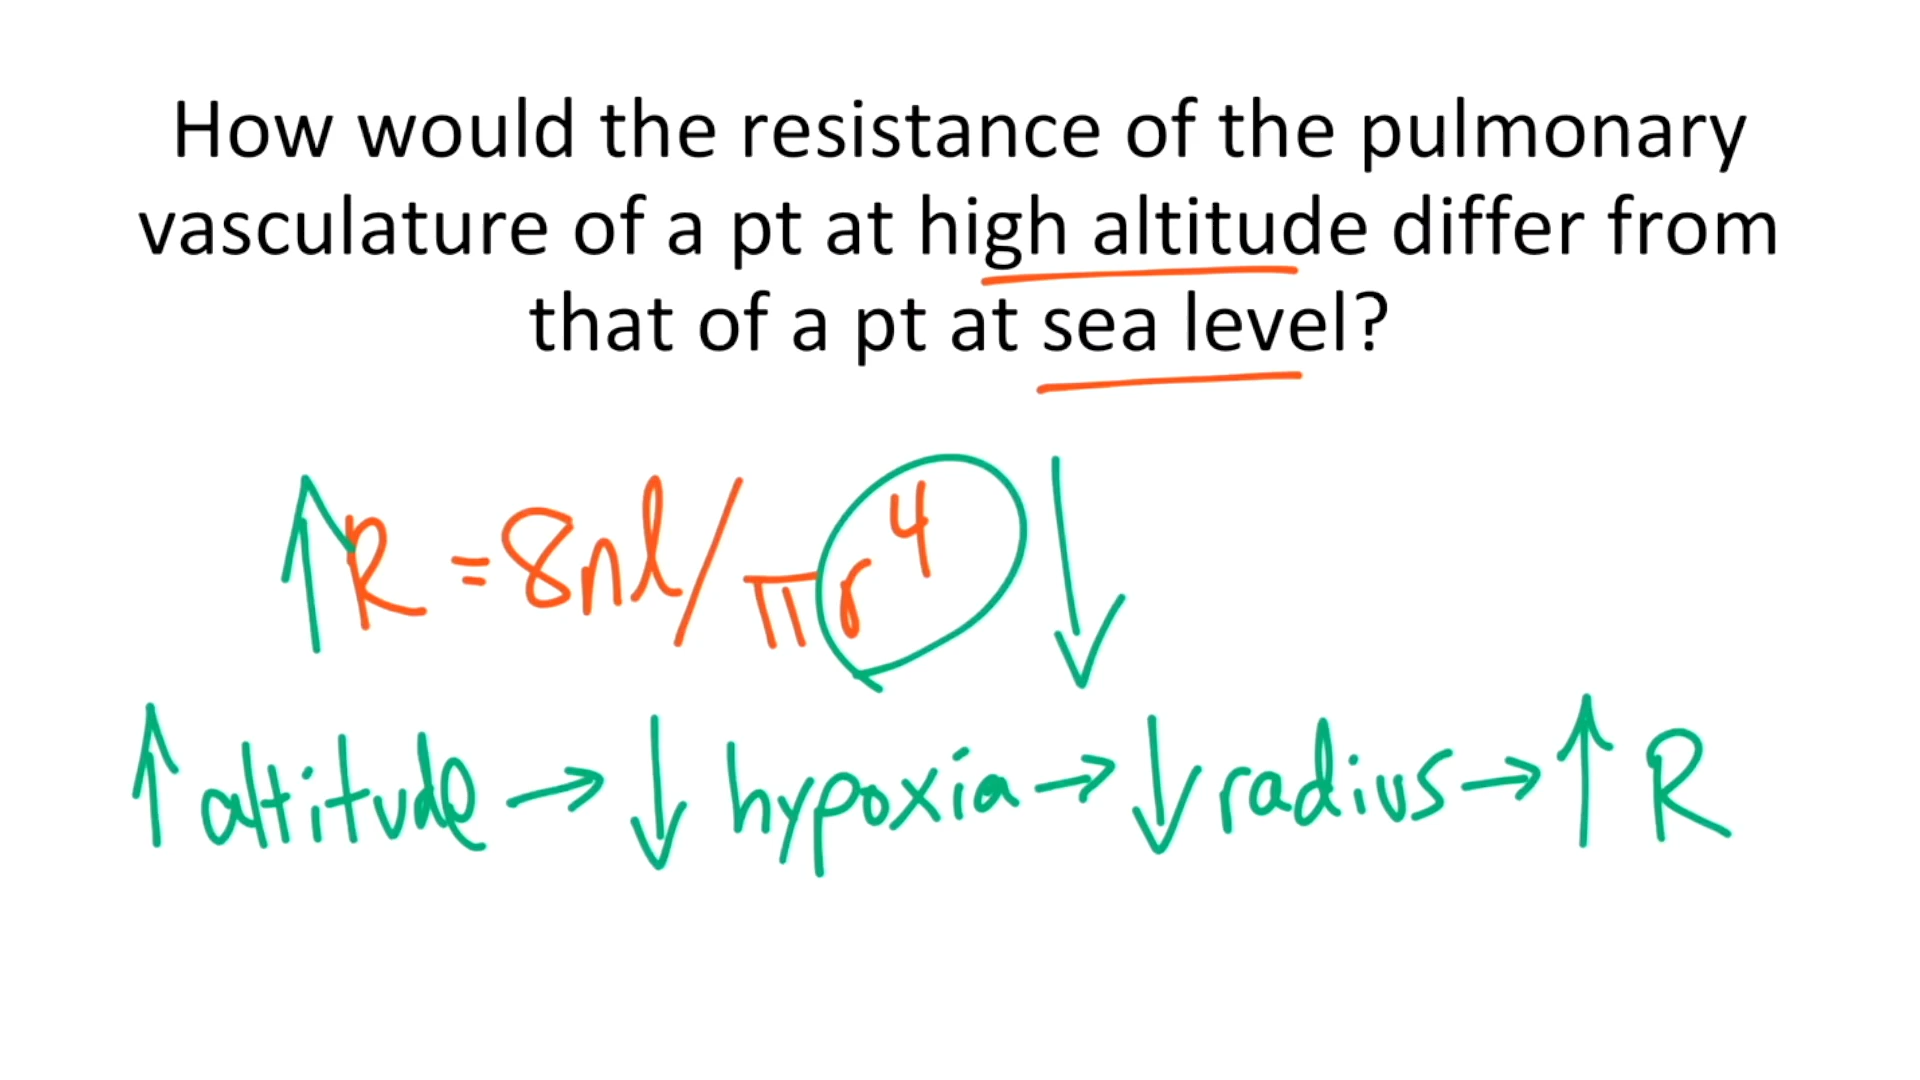 How would the resistance of the pulmonary
vasculature of a pt at high altitude differ from
that of a pt at sea level?
↑R = 8nl/πr⁴ ↓
↑ altitude → ↓ hypoxia → ↓ radius → ↑ R